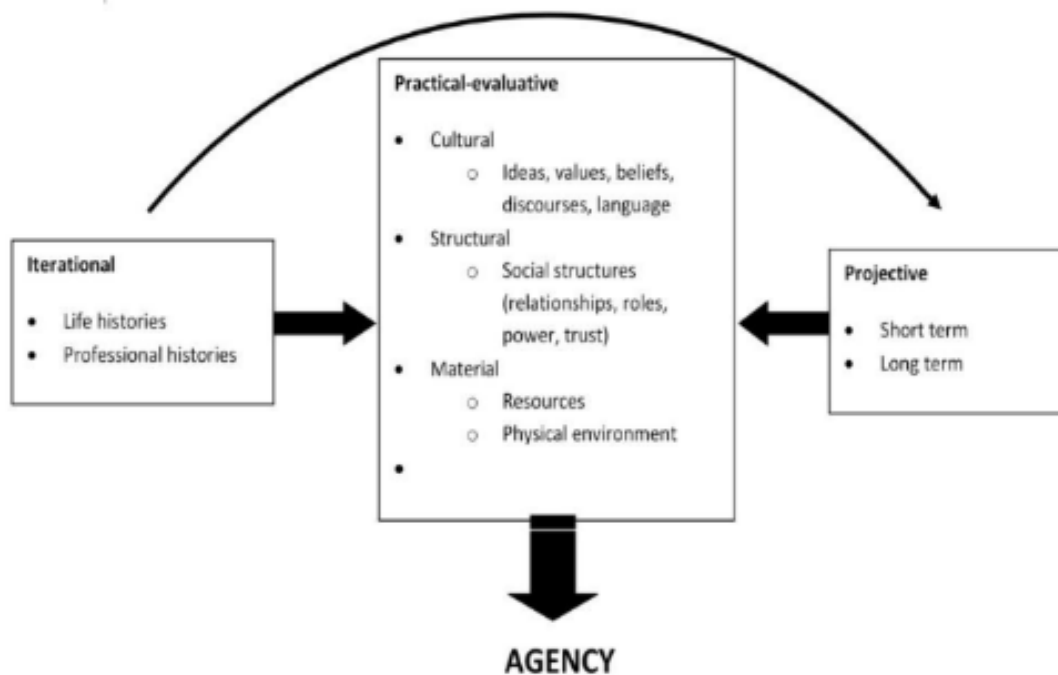 Practical-evaluative
• Cultural
○ Ideas, values, beliefs,
discourses, language
• Structural
○ Social structures
(relationships, roles,
power, trust)
• Material
○ Resources
○ Physical environment
•
Iterational
• Life histories
• Professional histories
Projective
• Short term
• Long term
AGENCY